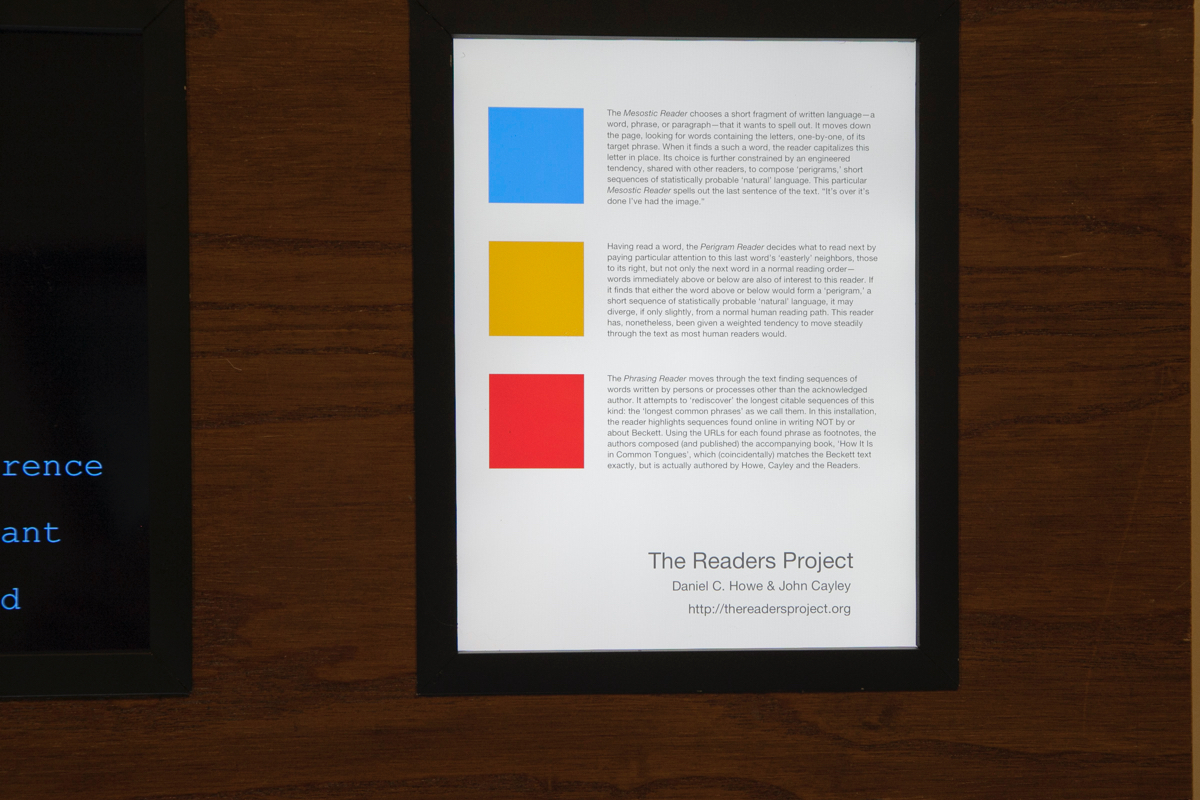 The Mesostic Reader chooses a short fragment of written language—a
word, phrase, or paragraph—that it wants to spell out. It moves down
the page, looking for words containing the letters, one-by-one, of its
target phrase. When it finds a such a word, the reader capitalizes this
letter in place. Its choice is further constrained by an engineered
tendency, shared with other readers, to compose ‘perigrams,’ short
sequences of statistically probable ‘natural’ language. This particular
Mesostic Reader spells out the last sentence of the text. “It’s over it’s
done I’ve had the image.”
Having read a word, the Perigram Reader decides what to read next by
paying particular attention to this last word’s ‘easterly’ neighbors, those
to its right, but not only the next word in a normal reading order—
words immediately above or below are also of interest to this reader. If
it finds that either the word above or below would form a ‘perigram,’ a
short sequence of statistically probable ‘natural’ language, it may
diverge, if only slightly, from a normal human reading path. This reader
has, nonetheless, been given a weighted tendency to move steadily
through the text as most human readers would.
The Phrasing Reader moves through the text finding sequences of
words written by persons or processes other than the acknowledged
author. It attempts to ‘rediscover’ the longest citable sequences of this
kind: the ‘longest common phrases’ as we call them. In this installation,
the reader highlights sequences found online in writing NOT by or
about Beckett. Using the URLs for each found phrase as footnotes, the
authors composed (and published) the accompanying book, ‘How It Is
in Common Tongues’, which (coincidentally) matches the Beckett text
exactly, but is actually authored by Howe, Cayley and the Readers.
rence
ant
d
The Readers Project
Daniel C. Howe & John Cayley
http://thereadersproject.org